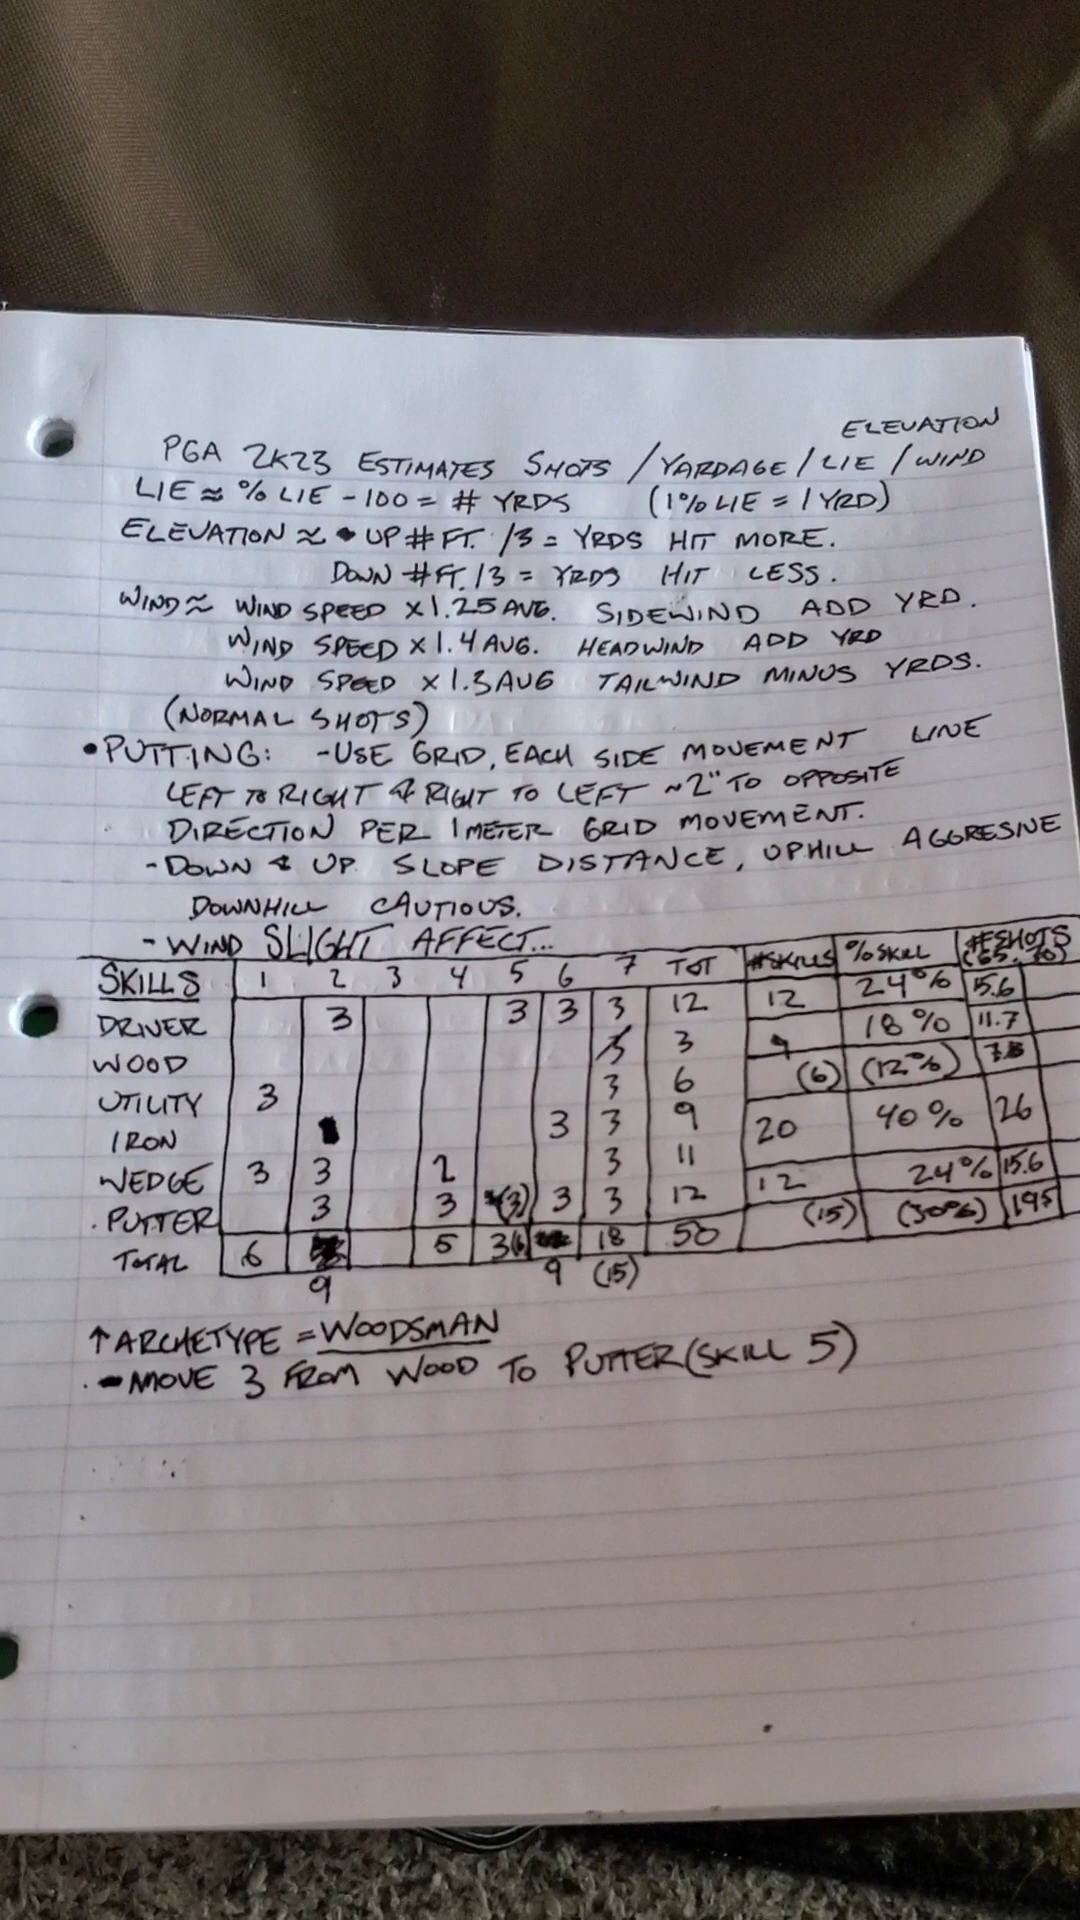 ELEVATION
PGA 2K23 ESTIMATES SHOTS / YARDAGE / LIE / WIND
LIE ≈ % LIE - 100 = # YRDS (1% LIE = 1 YRD)
ELEVATION ≈ UP # FT. /3 = YRDS HIT MORE.
DOWN # FT. /3 = YRDS HIT LESS.
WIND ≈ WIND SPEED X 1.25 AVG. SIDEWIND ADD YRD.
WIND SPEED X 1.4 AVG. HEADWIND ADD YRD
WIND SPEED X 1.3 AVG TAILWIND MINUS YRDS.
(NORMAL SHOTS)
• PUTTING: - USE GRID, EACH SIDE MOVEMENT LINE
LEFT TO RIGHT & RIGHT TO LEFT ~2" TO OPPOSITE
DIRECTION PER 1 METER GRID MOVEMENT.
- DOWN & UP SLOPE DISTANCE, UPHILL AGGRESIVE
DOWNHILL CAUTIOUS.
- WIND SLIGHT AFFECT...
SKILLS 1 2 3 4 5 6 7 TOT #SKILLS % SKILL # SHOTS
DRIVER 3 3 3 3 12 12 24% 15.6
WOOD 3 3 9 18% 11.7
UTILITY 3 3 6 (6) (12%)
IRON 3 3 9 20 40% 26
WEDGE 3 3 2 3 11 12 24% 15.6
PUTTER 3 3 (3) 3 3 12 (15) (30%)
TOTAL 6 5 18 50
9 9 (15)
↑ ARCHETYPE = WOODSMAN
- MOVE 3 FROM WOOD TO PUTTER (SKILL 5)